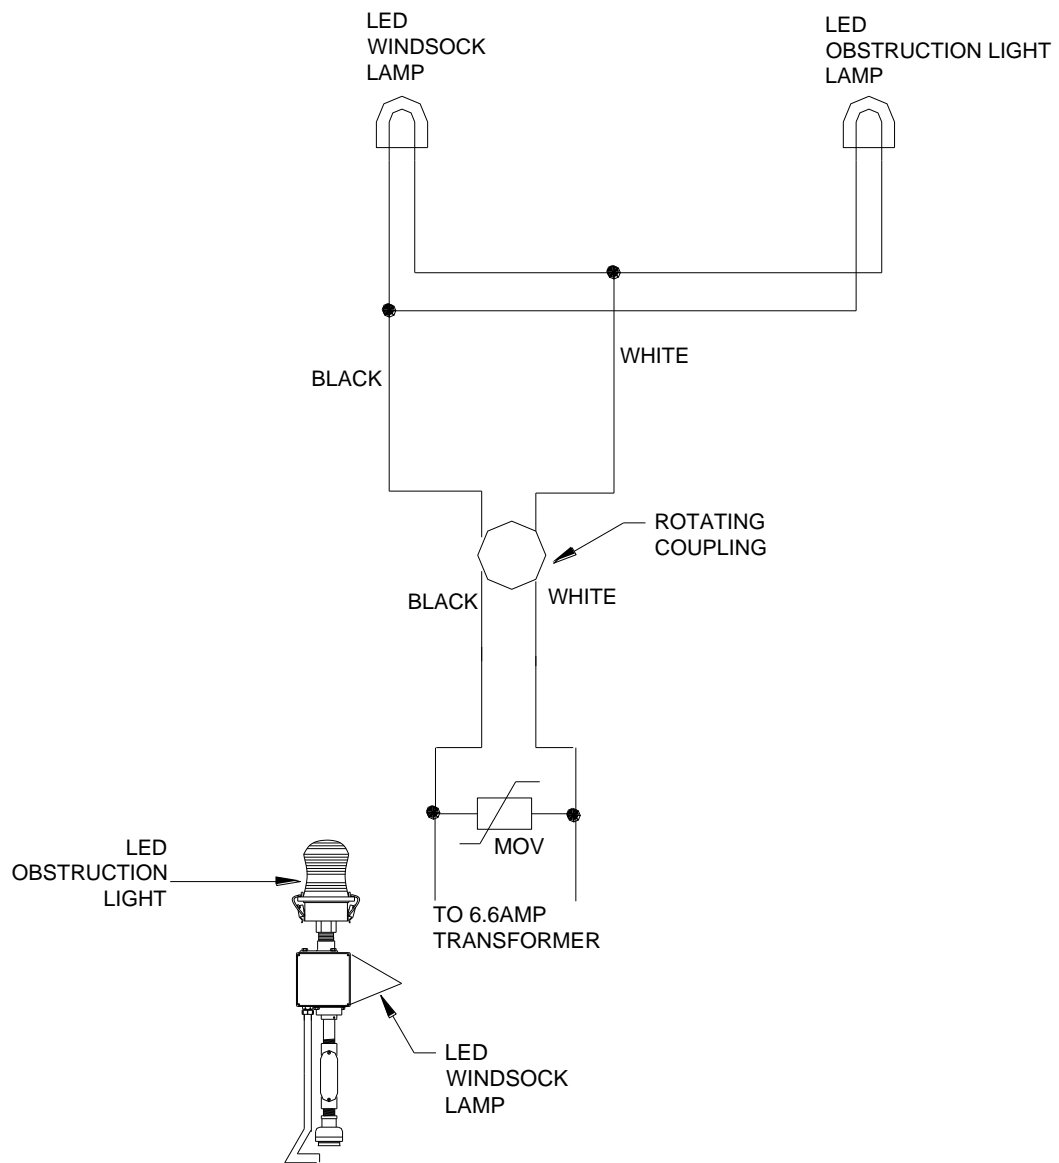 LED
WINDSOCK
LAMP
LED
OBSTRUCTION LIGHT
LAMP
WHITE
BLACK
ROTATING
COUPLING
BLACK
WHITE
MOV
LED
OBSTRUCTION
LIGHT
TO 6.6AMP
TRANSFORMER
LED
WINDSOCK
LAMP